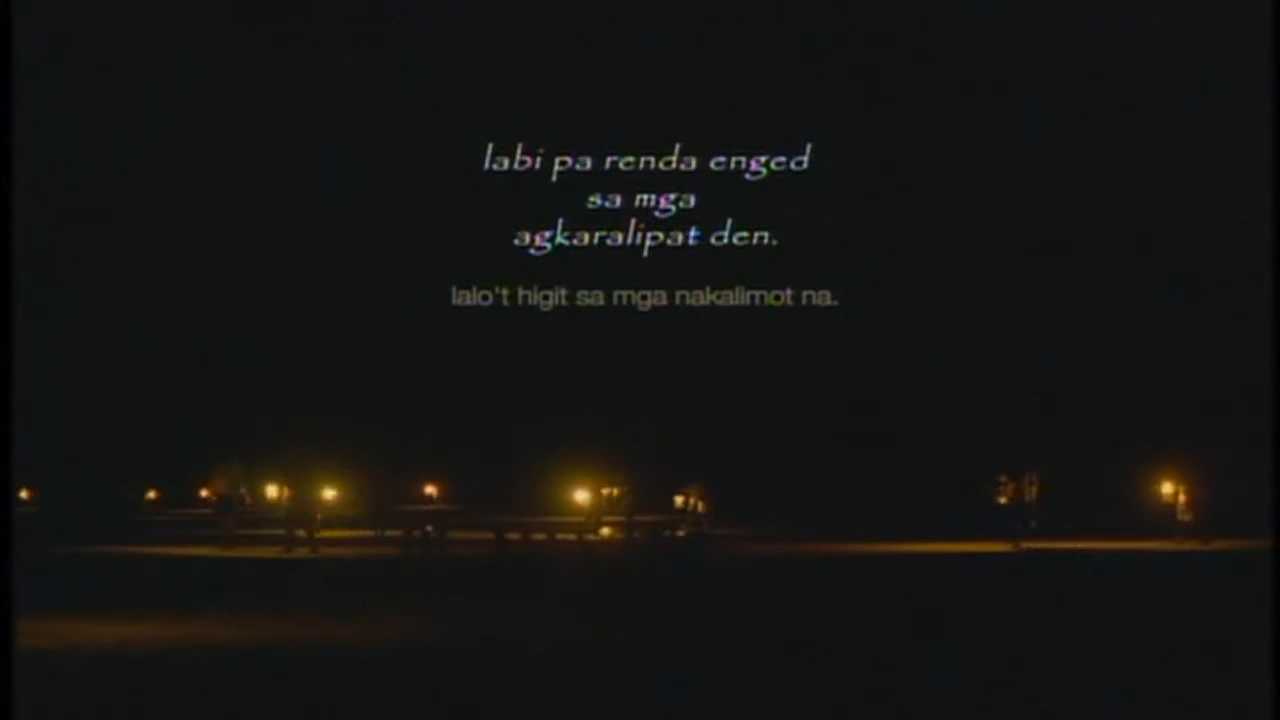 labi pa renda enged
sa mga
agkaralipat den.
lalo't higit sa mga nakalimot na.